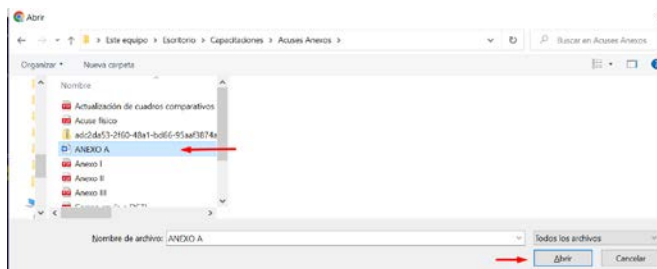 Abrir
Este equipo > Escritorio > Capacitaciones > Acuses Anexos >
Buscar en Acuses Anexos
Organizar
Nueva carpeta
Nombre
Actualización de cuadros comparativos
Acuse físico
adc2da53-2f60-48a1-bd66-95aaf3874a
ANEXO A
Anexo I
Anexo II
Anexo III
Nombre de archivo: ANEXO A
Todos los archivos
Abrir
Cancelar